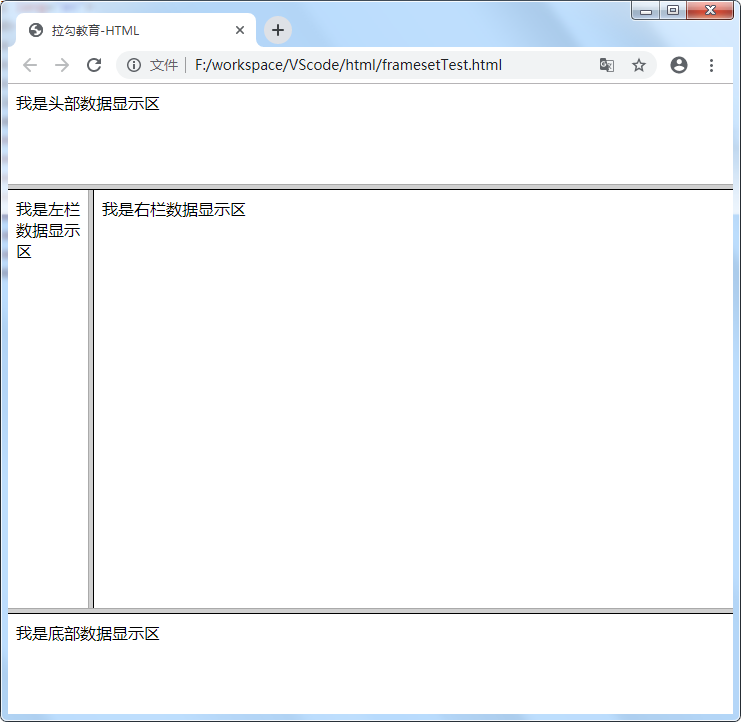 拉勾教育-HTML
文件 F:/workspace/VScode/html/framesetTest.html
我是头部数据显示区
我是左栏
数据显示
区
我是右栏数据显示区
我是底部数据显示区